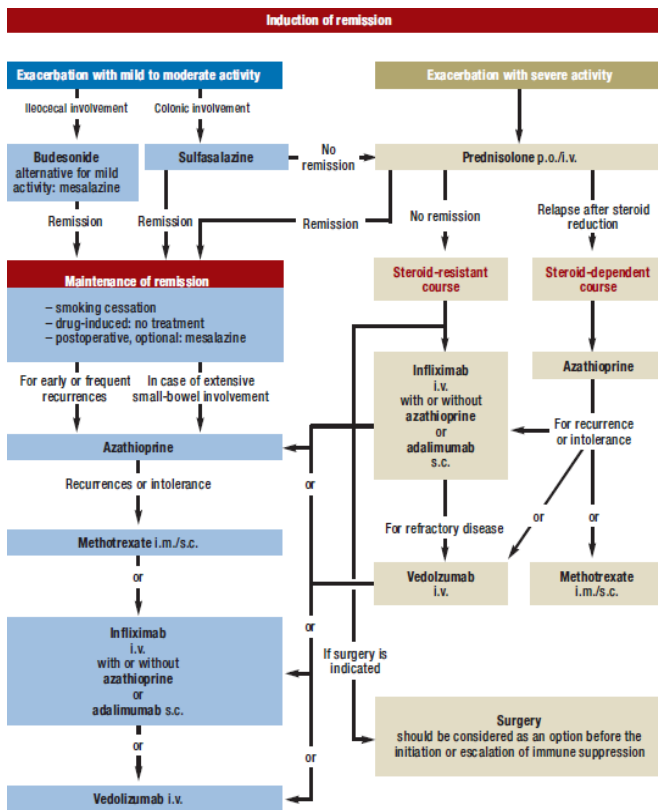 Induction of remission
Exacerbation with mild to moderate activity
Ileocecal involvement
Colonic involvement
Budesonide
alternative for mild
activity: mesalazine
Sulfasalazine
No
remission
Remission
Remission
Maintenance of remission
– smoking cessation
– drug-induced: no treatment
– postoperative, optional: mesalazine
For early or frequent
recurrences
In case of extensive
small-bowel involvement
Azathioprine
Recurrences or intolerance
Methotrexate i.m./s.c.
or
Infliximab
i.v.
with or without
azathioprine
or
adalimumab s.c.
or
Vedolizumab i.v.
Exacerbation with severe activity
Prednisolone p.o./i.v.
Remission
No remission
Relapse after steroid
reduction
Steroid-resistant
course
Steroid-dependent
course
Infliximab
i.v.
with or without
azathioprine
or
adalimumab
s.c.
Azathioprine
For recurrence
or intolerance
or
For refractory disease
or
or
Vedolzumab
i.v.
Methotrexate
i.m./s.c.
or
If surgery is
indicated
Surgery
should be considered as an option before the
initiation or escalation of immune suppression
or